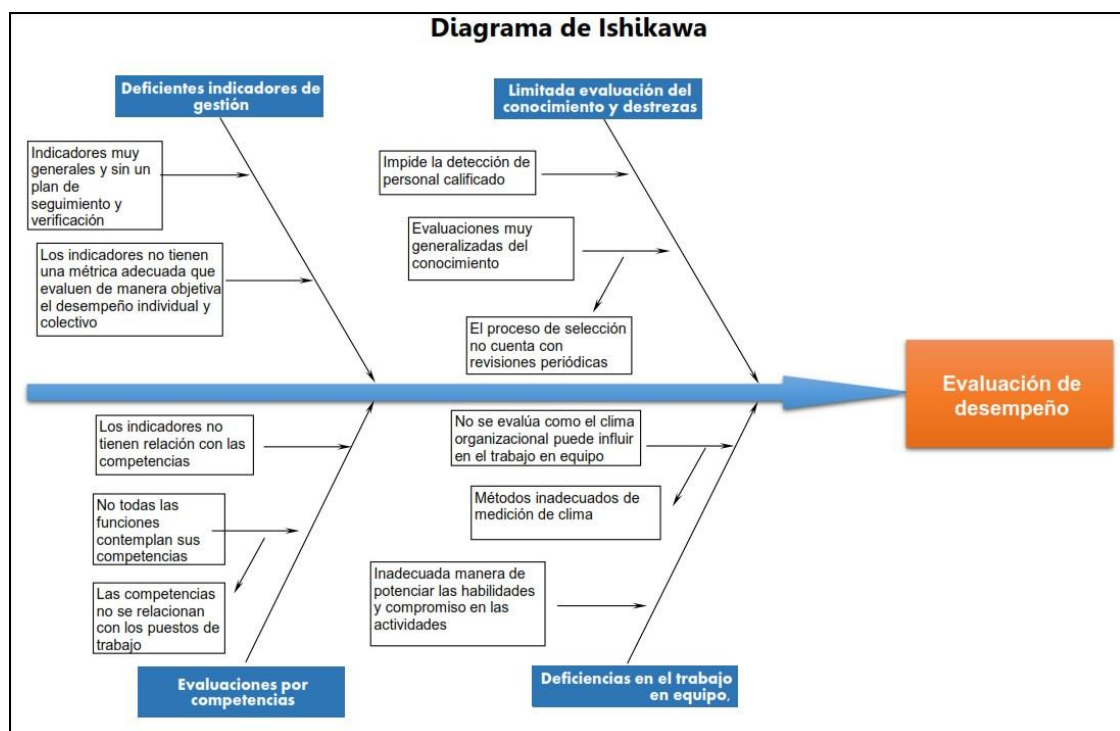 Diagrama de Ishikawa
Deficientes indicadores de
gestión
Limitada evaluación del
conocimiento y destrezas
Indicadores muy
generales y sin un
plan de
seguimiento y
verificación
Impide la detección de
personal calificado
Evaluaciones muy
generalizadas del
conocimiento
Los indicadores no tienen
una métrica adecuada que
evaluen de manera objetiva
el desempeño individual y
colectivo
El proceso de selección
no cuenta con
revisiones periódicas
Evaluación de
desempeño
Los indicadores no
tienen relación con las
competencias
No se evalúa como el clima
organizacional puede influir
en el trabajo en equipo
No todas las
funciones
contemplan sus
competencias
Métodos inadecuados de
medición de clima
Las competencias
no se relacionan
con los puestos de
trabajo
Inadecuada manera de
potenciar las habilidades
y compromiso en las
actividades
Evaluaciones por
competencias
Deficiencias en el trabajo
en equipo,